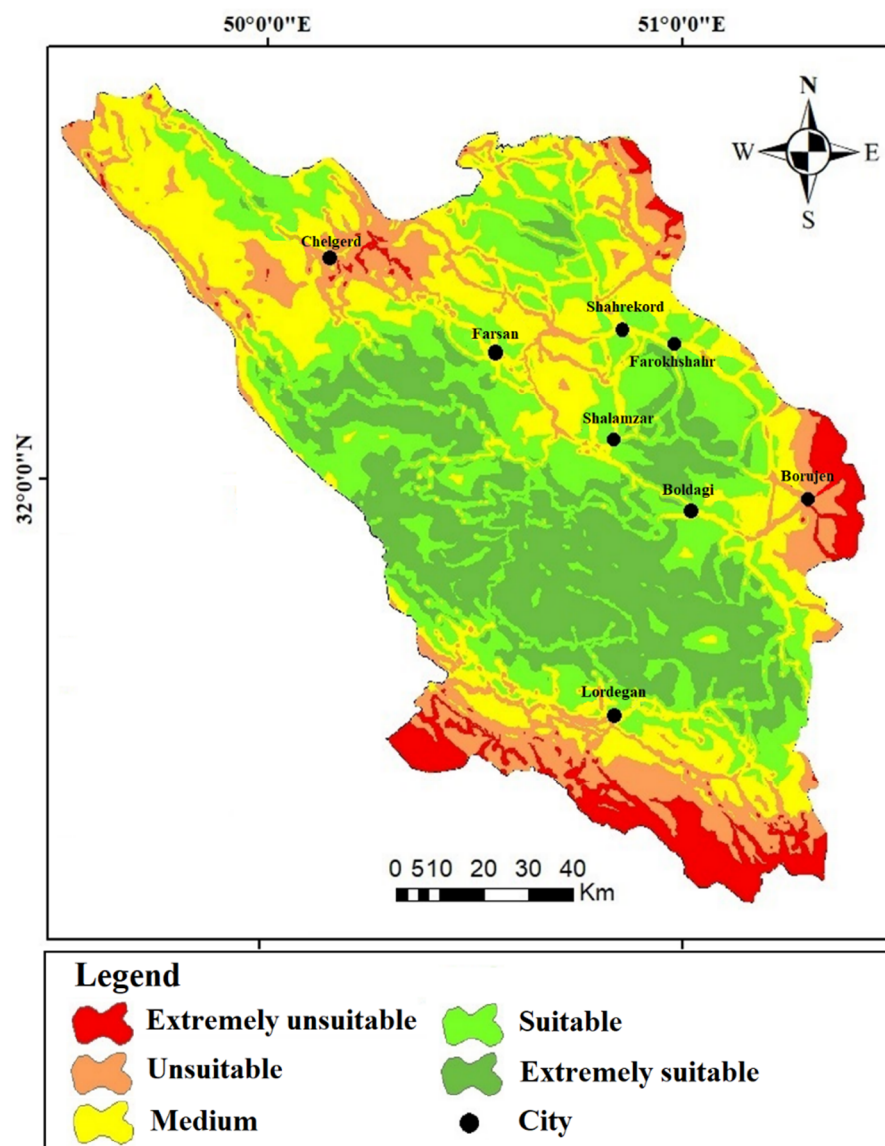 50°0'0"E 51°0'0"E
N
W E
S
Chelgerd
Shahrekord
Farsan
Farokhshahr
Shalamzar
32°0'0"N
Borujen
Boldagi
Lordegan
0 5 10 20 30 40
Km
Legend
Extremely unsuitable Suitable
Unsuitable Extremely suitable
Medium City